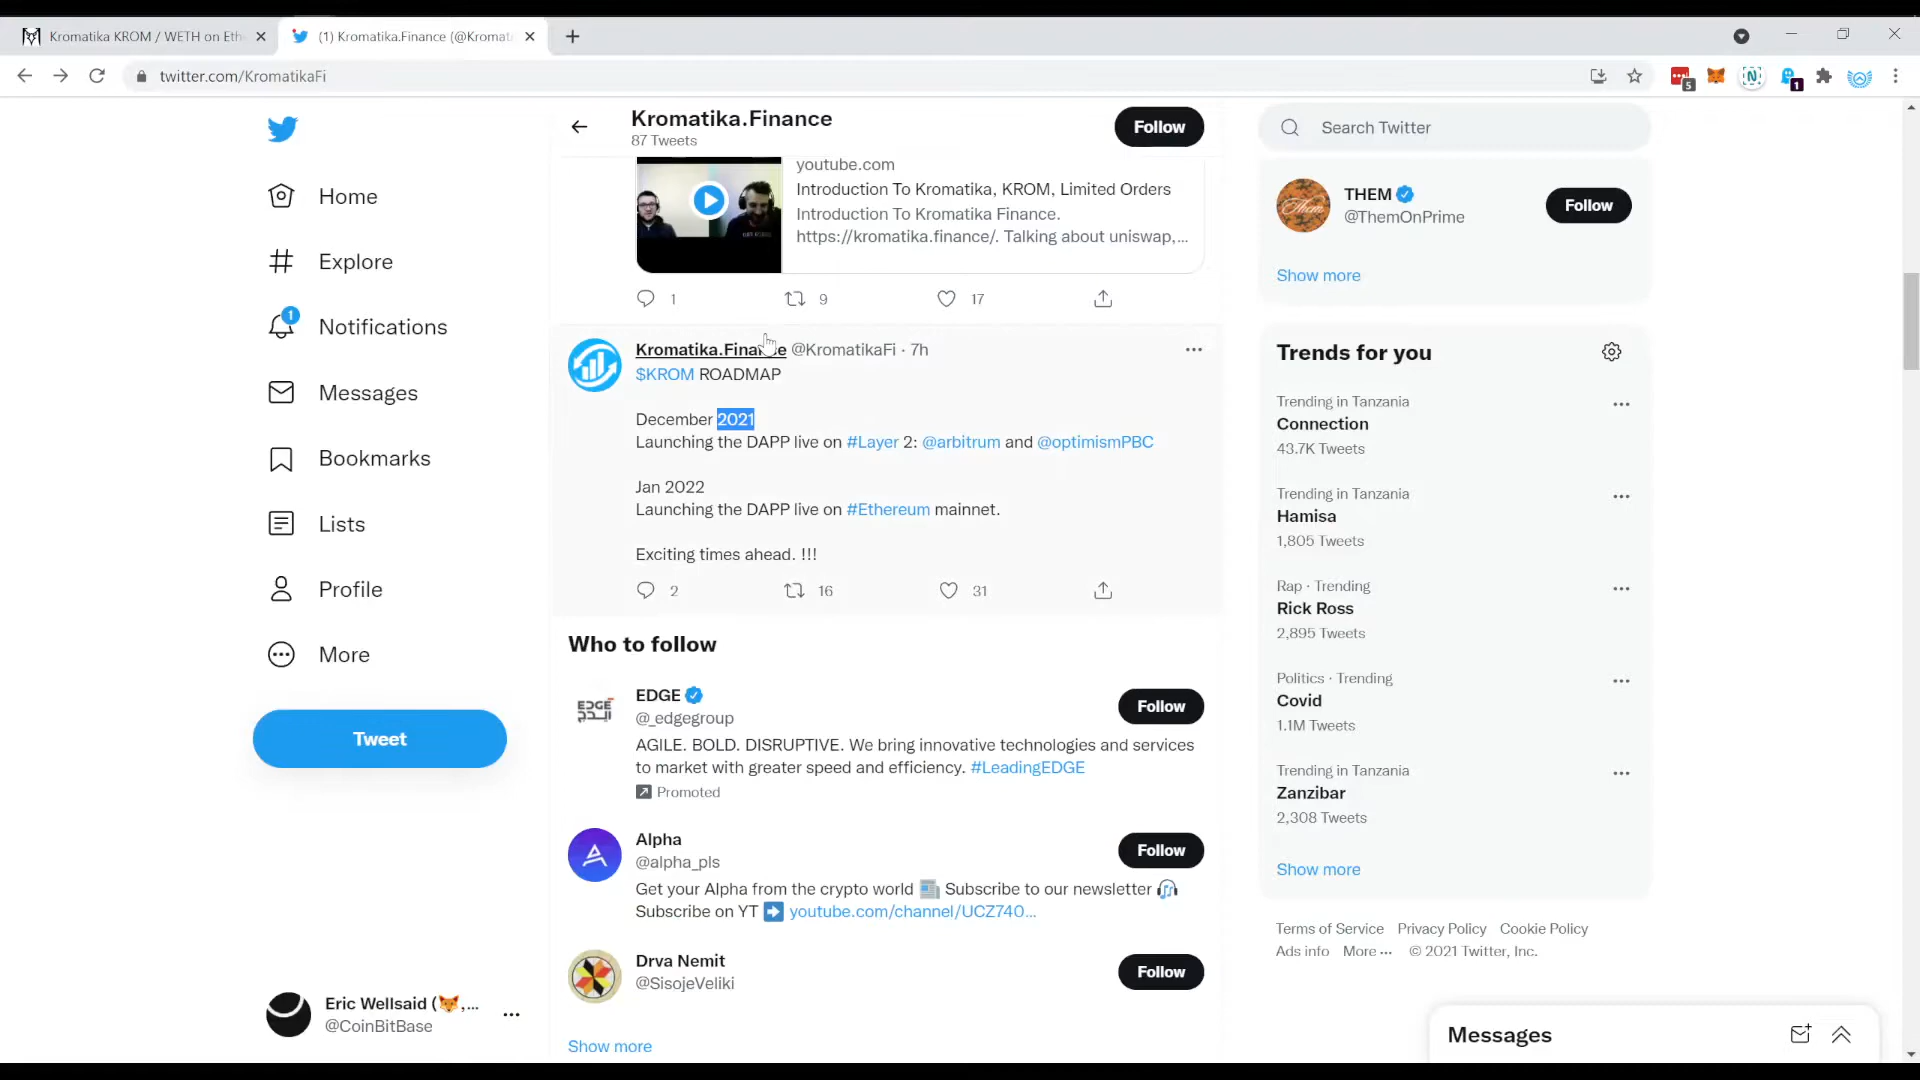 Kromatika KROM / WETH on Eth
(1) Kromatika.Finance (@Kromat
twitter.com/KromatikaFi
5
1
Home
Explore
1
Notifications
Messages
Bookmarks
Lists
Profile
More
Tweet
Eric Wellsaid (🦊,...
@CoinBitBase
Kromatika.Finance
87 Tweets
Follow
youtube.com
Introduction To Kromatika, KROM, Limited Orders
Introduction To Kromatika Finance.
https://kromatika.finance/. Talking about uniswap,...
1 9 17
Kromatika.Finance @KromatikaFi · 7h
$KROM ROADMAP
December 2021
Launching the DAPP live on #Layer 2: @arbitrum and @optimismPBC
Jan 2022
Launching the DAPP live on #Ethereum mainnet.
Exciting times ahead. !!!
2 16 31
Who to follow
EDGE
@_edgegroup
Follow
AGILE. BOLD. DISRUPTIVE. We bring innovative technologies and services
to market with greater speed and efficiency. #LeadingEDGE
Promoted
Alpha
@alpha_pls
Follow
Get your Alpha from the crypto world 📰 Subscribe to our newsletter 🎧
Subscribe on YT ➡️ youtube.com/channel/UCZ740...
Drva Nemit
@SisojeVeliki
Follow
Show more
Search Twitter
THEM
@ThemOnPrime
Follow
Show more
Trends for you
Trending in Tanzania
Connection
43.7K Tweets
Trending in Tanzania
Hamisa
1,805 Tweets
Rap · Trending
Rick Ross
2,895 Tweets
Politics · Trending
Covid
1.1M Tweets
Trending in Tanzania
Zanzibar
2,308 Tweets
Show more
Terms of Service Privacy Policy Cookie Policy
Ads info More ··· © 2021 Twitter, Inc.
Messages